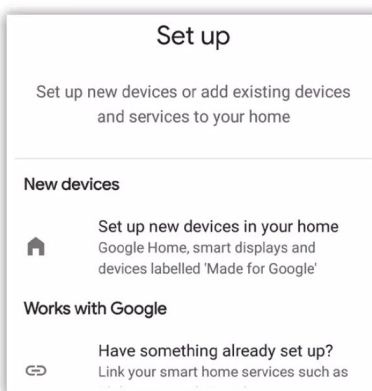 Set up
Set up new devices or add existing devices
and services to your home
New devices
Set up new devices in your home
Google Home, smart displays and
devices labelled 'Made for Google'
Works with Google
Have something already set up?
Link your smart home services such as